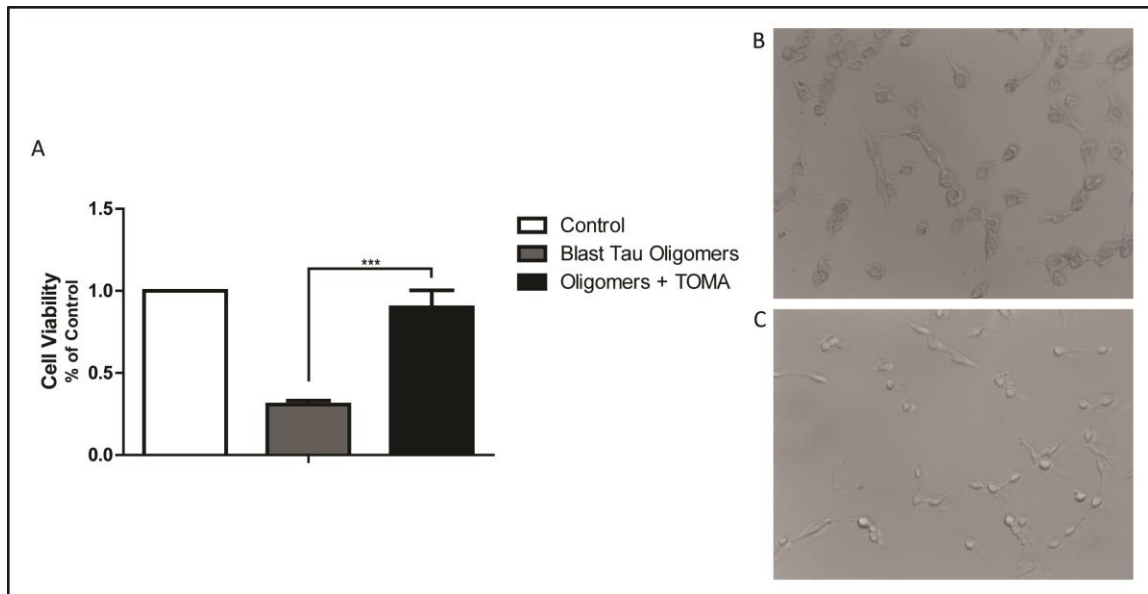 A
1.5
1.0
0.5
0.0
Cell Viability
% of Control
***
Control
Blast Tau Oligomers
Oligomers + TOMA
B
C